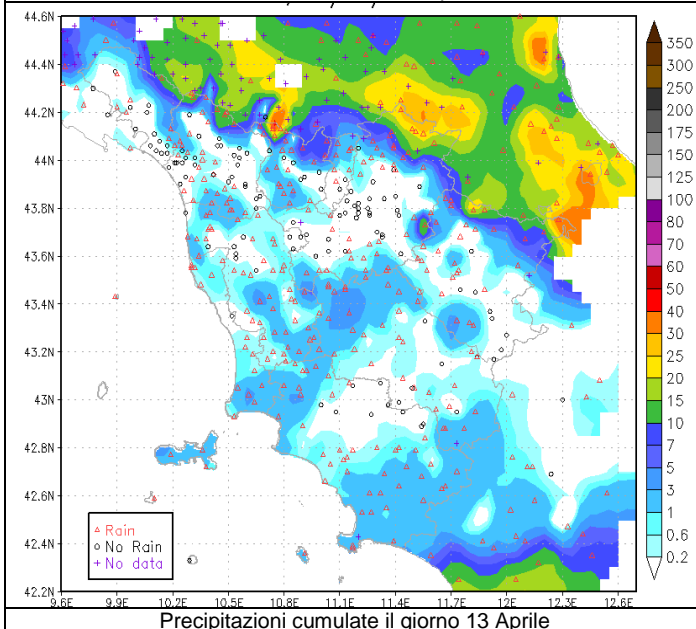 44.6N
44.4N
44.2N
44N
43.8N
43.6N
43.4N
43.2N
43N
42.8N
42.6N
42.4N
42.2N
9.6E 9.9E 10.2E 10.5E 10.8E 11.1E 11.4E 11.7E 12E 12.3E 12.6E
Rain
No Rain
No data
350
300
250
200
175
150
125
100
80
70
60
50
40
30
25
20
15
10
7
5
3
1
0.6
0.2
Precipitazioni cumulate il giorno 13 Aprile